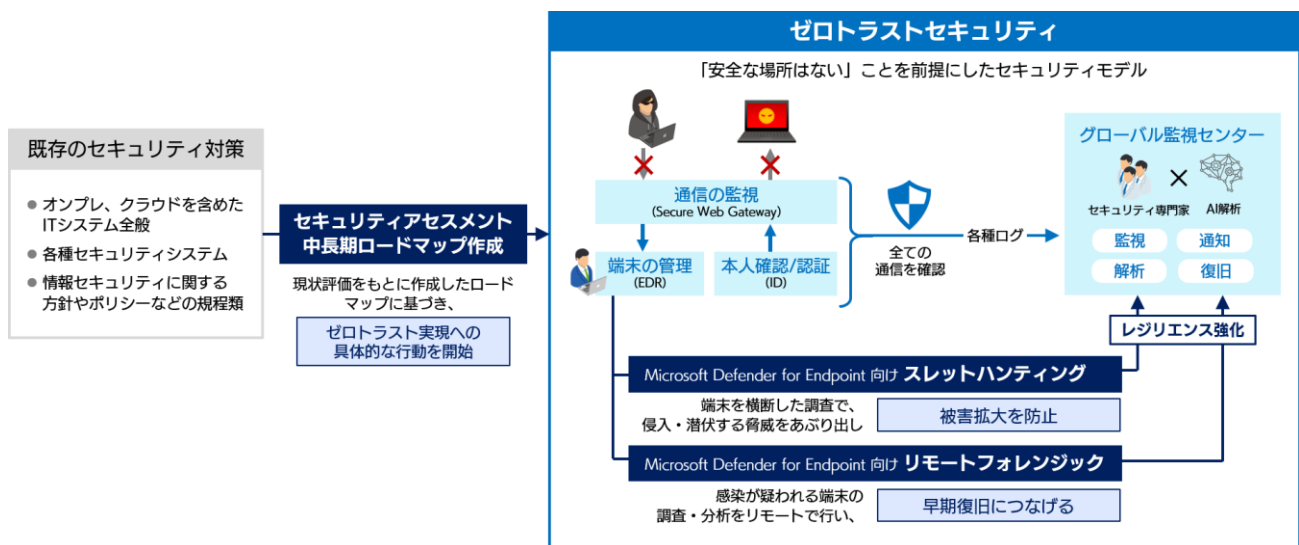 ゼロトラストセキュリティ
「安全な場所はない」ことを前提にしたセキュリティモデル
既存のセキュリティ対策
● オンプレ、クラウドを含めた
ITシステム全般
● 各種セキュリティシステム
● 情報セキュリティに関する
方針やポリシーなどの規程類
セキュリティアセスメント
中長期ロードマップ作成
現状評価をもとに作成したロード
マップに基づき、
ゼロトラスト実現への
具体的な行動を開始
通信の監視
(Secure Web Gateway)
端末の管理
(EDR)
本人確認/認証
(ID)
全ての
通信を確認
各種ログ
グローバル監視センター
セキュリティ専門家
AI解析
監視
通知
解析
復旧
レジリエンス強化
Microsoft Defender for Endpoint 向け スレットハンティング
端末を横断した調査で、
侵入・潜伏する脅威をあぶり出し
被害拡大を防止
Microsoft Defender for Endpoint 向け リモートフォレンジック
感染が疑われる端末の
調査・分析をリモートで行い、
早期復旧につなげる